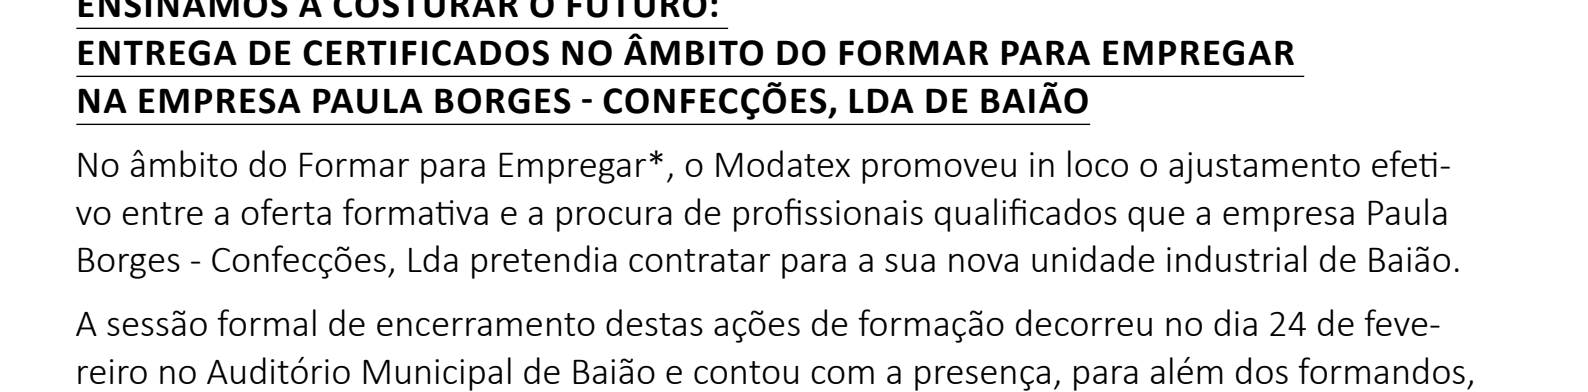 ENSINAMOS A COSTURAR O FUTURO:
ENTREGA DE CERTIFICADOS NO ÂMBITO DO FORMAR PARA EMPREGAR
NA EMPRESA PAULA BORGES - CONFECÇÕES, LDA DE BAIÃO
No âmbito do Formar para Empregar*, o Modatex promoveu in loco o ajustamento efeti-
vo entre a oferta formativa e a procura de profissionais qualificados que a empresa Paula
Borges - Confecções, Lda pretendia contratar para a sua nova unidade industrial de Baião.
A sessão formal de encerramento destas ações de formação decorreu no dia 24 de feve-
reiro no Auditório Municipal de Baião e contou com a presença, para além dos formandos,